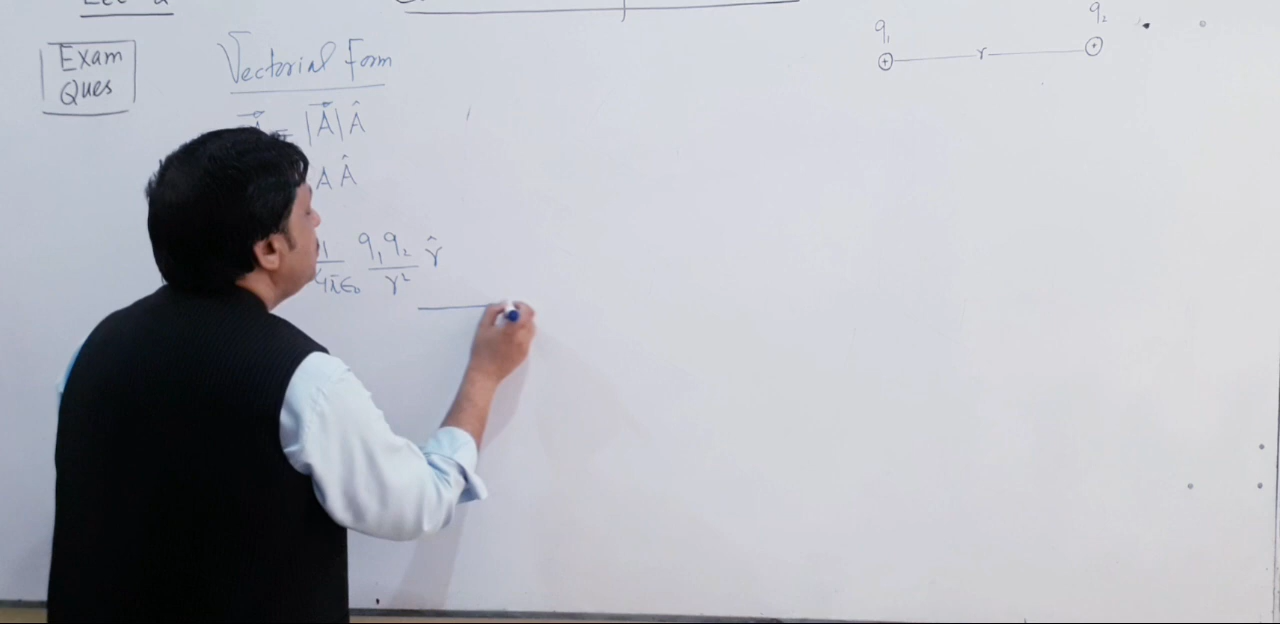 Exam
Ques
Vectorial Form
= |A⃗| Â
A Â
1/4πϵ₀ q₁q₂/r² r̂
q₁
q₂
r